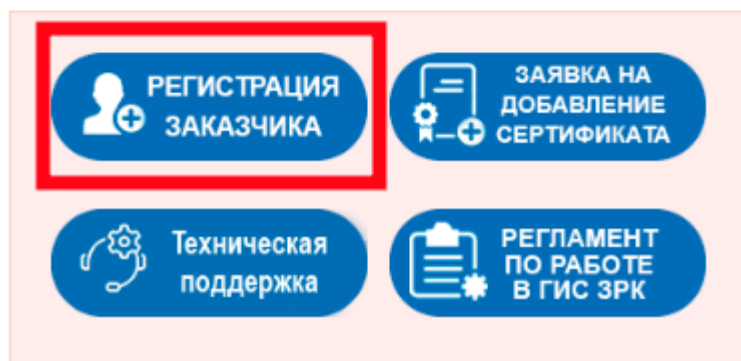 РЕГИСТРАЦИЯ
ЗАКАЗЧИКА
ЗАЯВКА НА
ДОБАВЛЕНИЕ
СЕРТИФИКАТА
Техническая
поддержка
РЕГЛАМЕНТ
ПО РАБОТЕ
В ГИС ЗРК